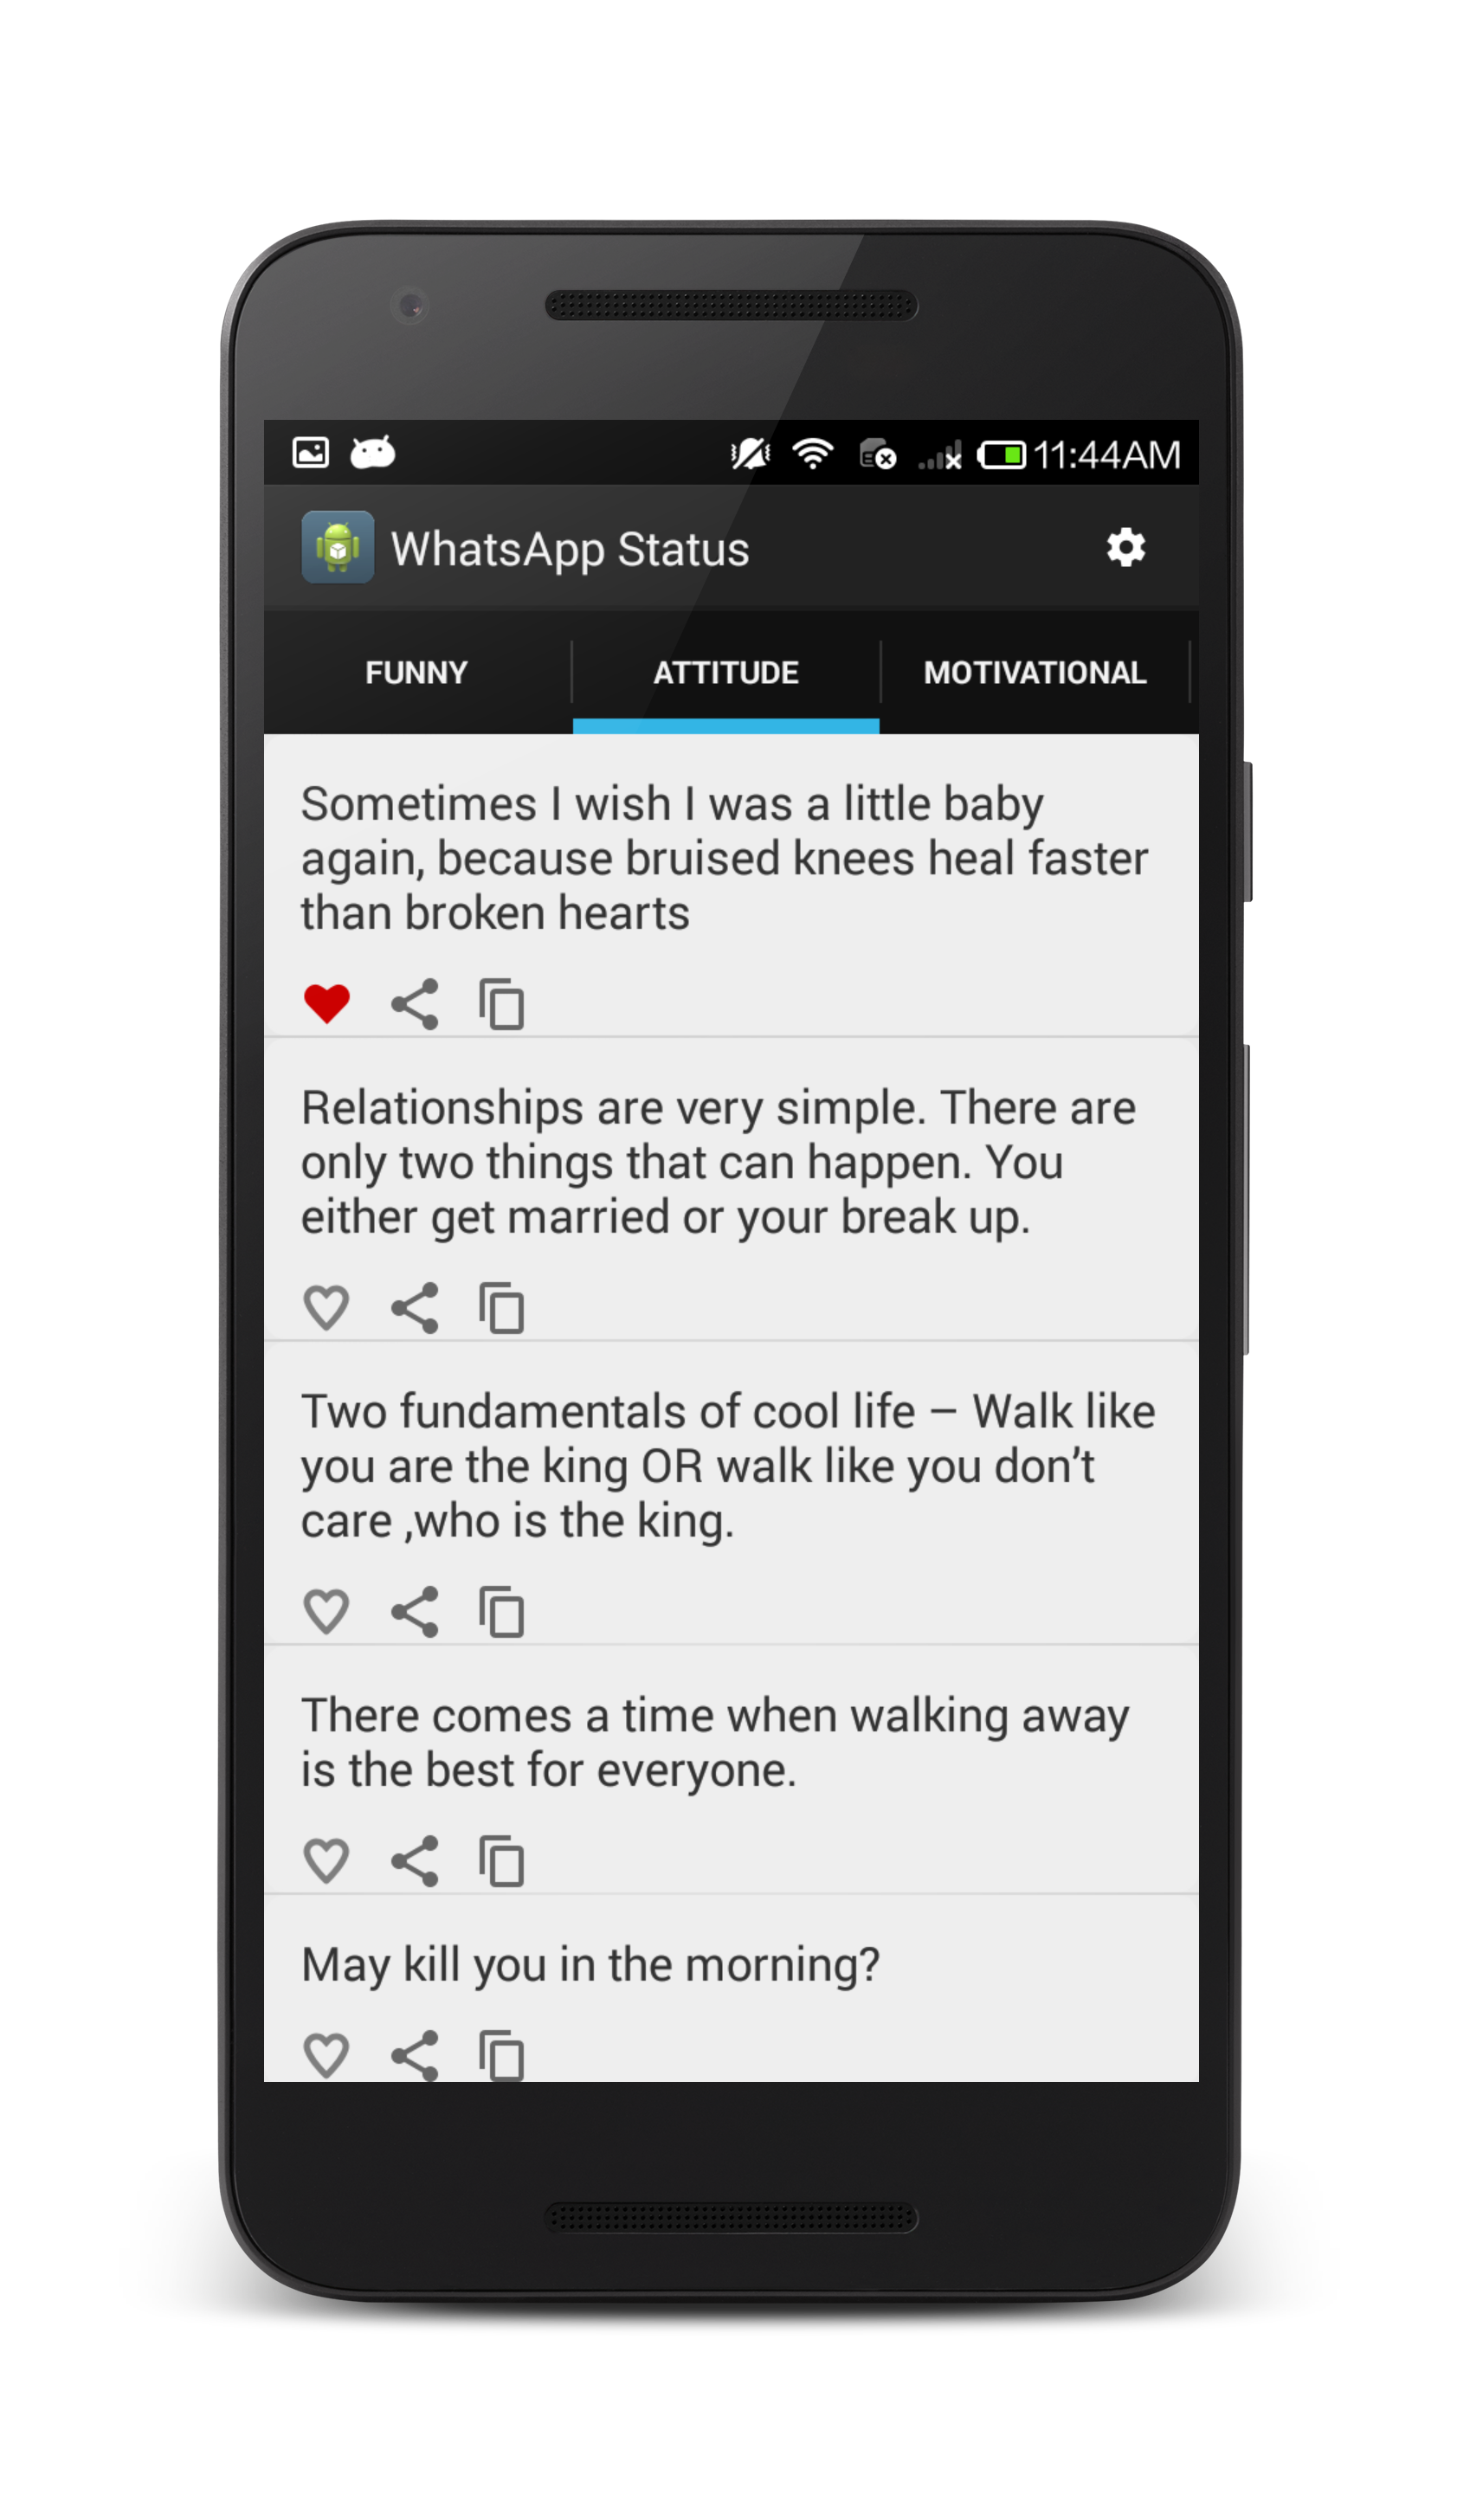 11:44AM
WhatsApp Status
FUNNY ATTITUDE MOTIVATIONAL
Sometimes I wish I was a little baby
again, because bruised knees heal faster
than broken hearts
Relationships are very simple. There are
only two things that can happen. You
either get married or your break up.
Two fundamentals of cool life – Walk like
you are the king OR walk like you don’t
care ,who is the king.
There comes a time when walking away
is the best for everyone.
May kill you in the morning?